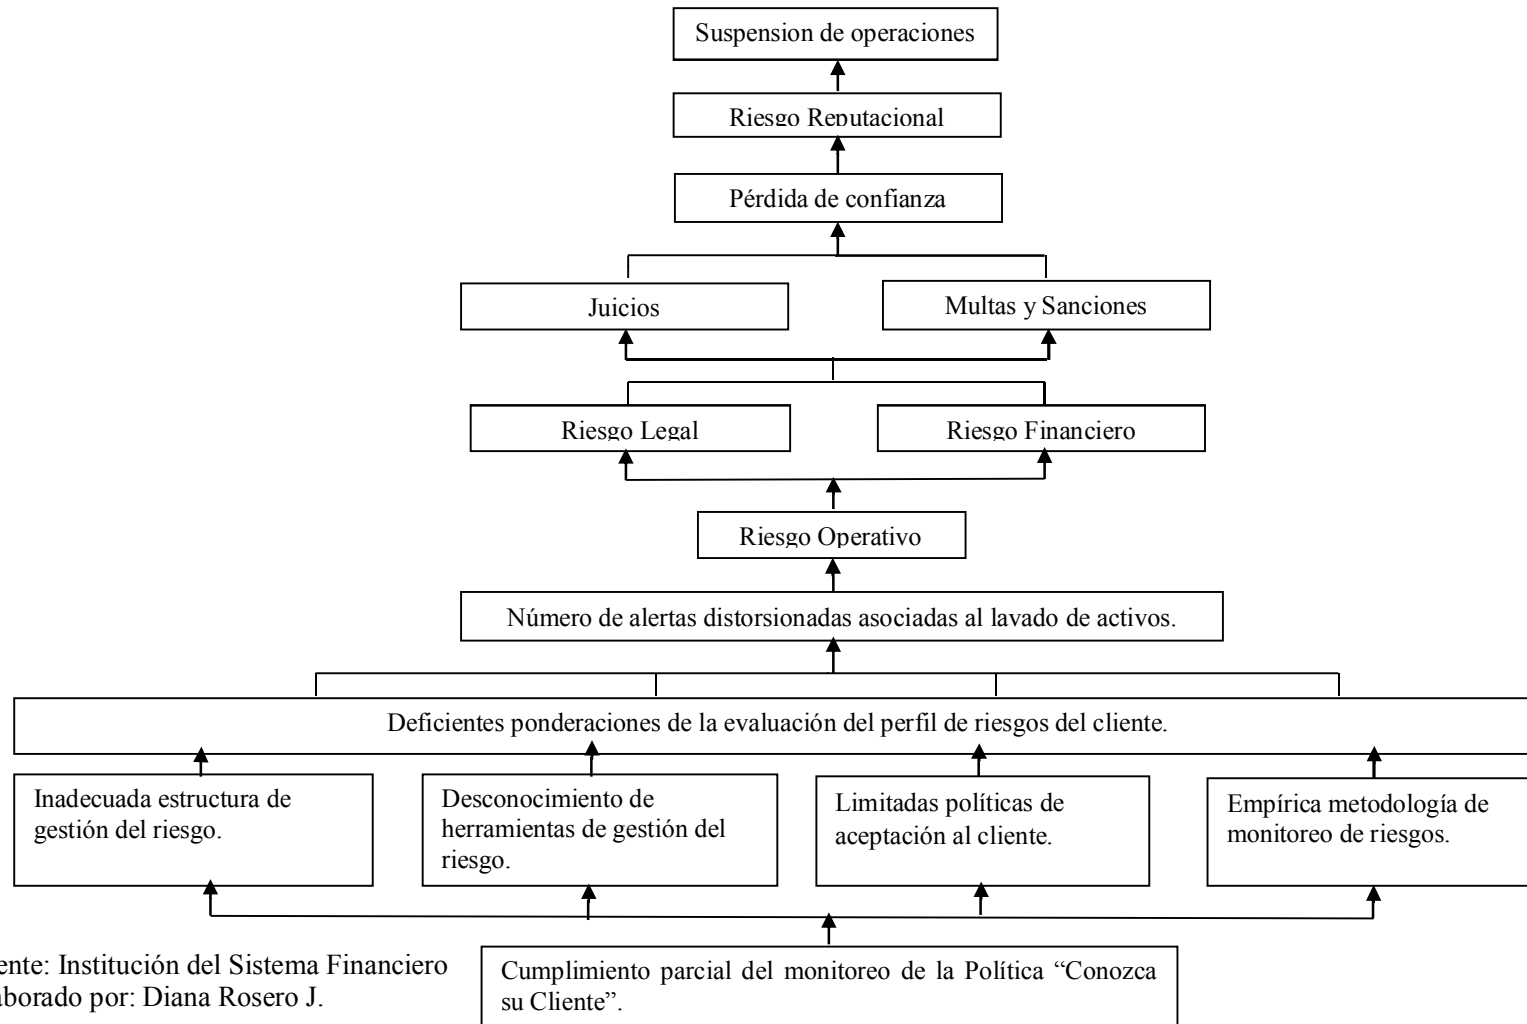 Suspension de operaciones
Riesgo Reputacional
Pérdida de confianza
Juicios
Multas y Sanciones
Riesgo Legal
Riesgo Financiero
Riesgo Operativo
Número de alertas distorsionadas asociadas al lavado de activos.
Deficientes ponderaciones de la evaluación del perfil de riesgos del cliente.
Inadecuada estructura de
gestión del riesgo.
Desconocimiento de
herramientas de gestión del
riesgo.
Limitadas políticas de
aceptación al cliente.
Empírica metodología de
monitoreo de riesgos.
ente: Institución del Sistema Financiero
aborado por: Diana Rosero J.
Cumplimiento parcial del monitoreo de la Política “Conozca
su Cliente”.